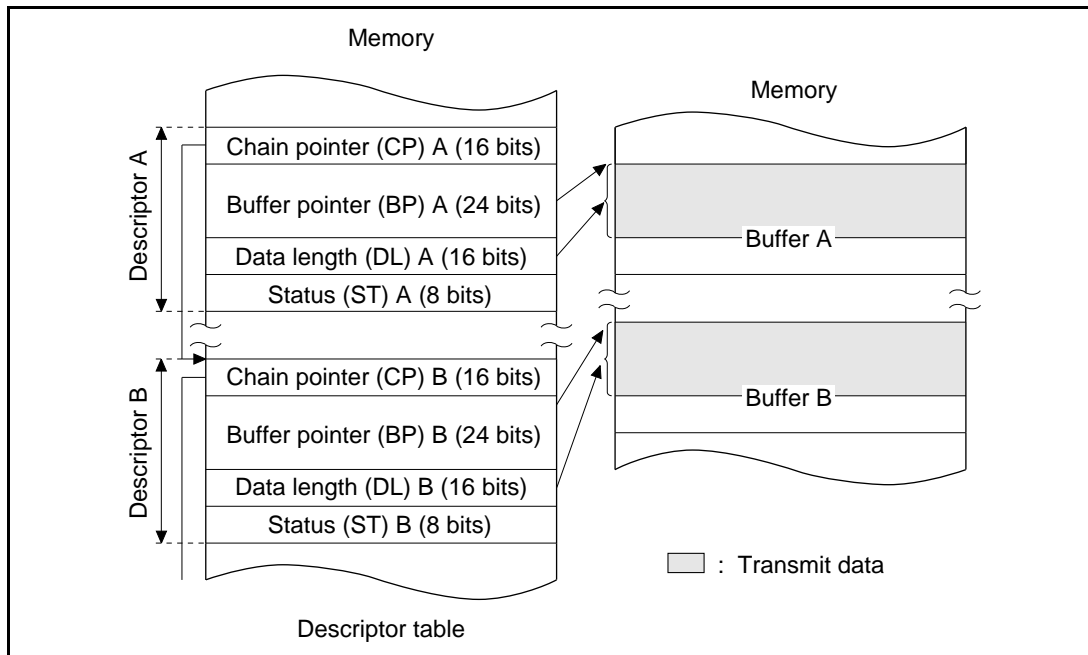 Memory
Descriptor A
Chain pointer (CP) A (16 bits)
Buffer pointer (BP) A (24 bits)
Data length (DL) A (16 bits)
Status (ST) A (8 bits)
Descriptor B
Chain pointer (CP) B (16 bits)
Buffer pointer (BP) B (24 bits)
Data length (DL) B (16 bits)
Status (ST) B (8 bits)
Descriptor table
Memory
Buffer A
Buffer B
: Transmit data